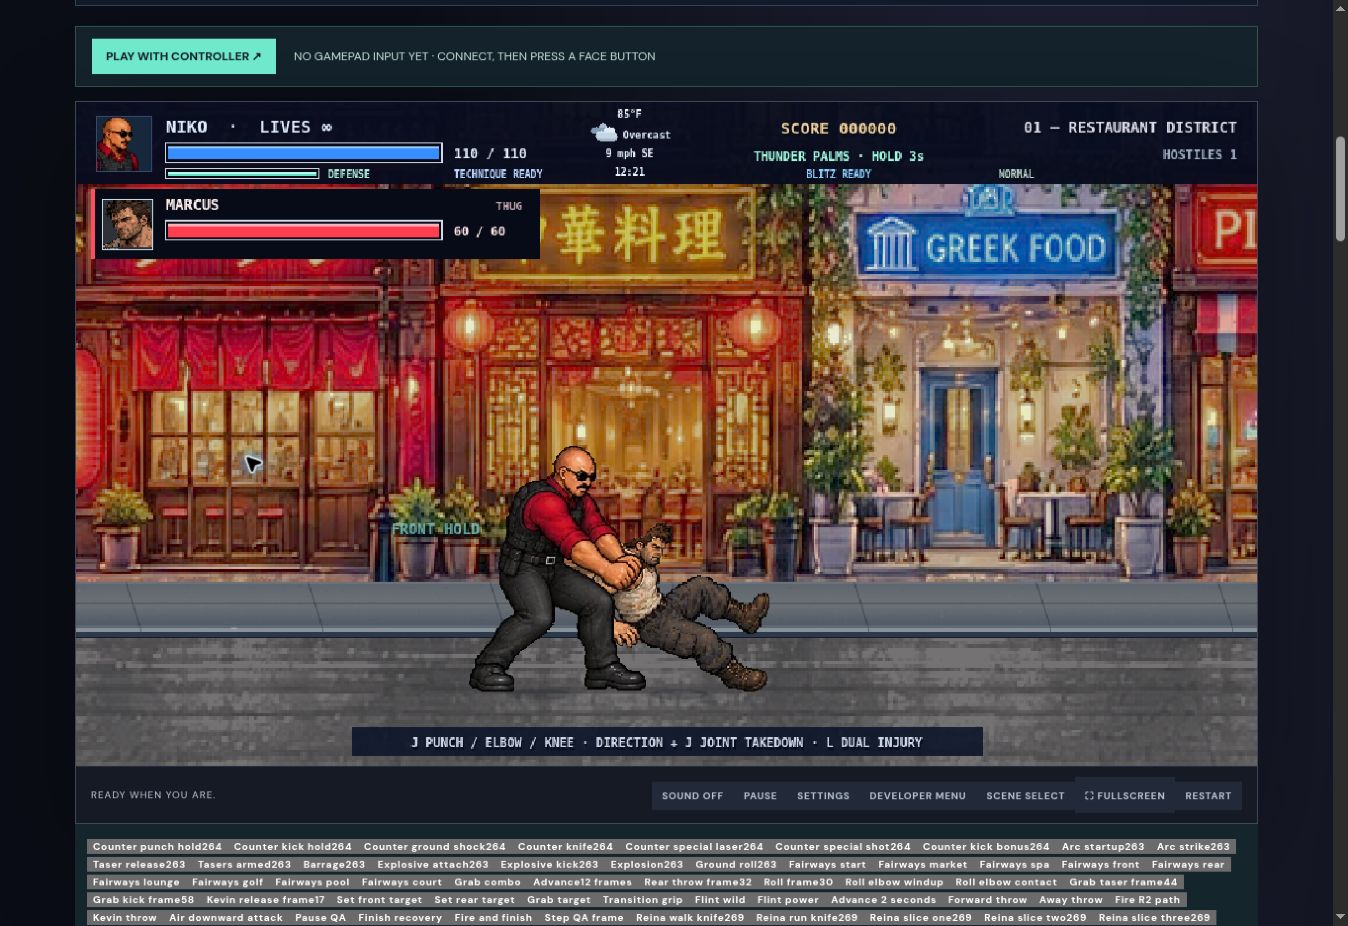 PLAY WITH CONTROLLER ↗ NO GAMEPAD INPUT YET · CONNECT, THEN PRESS A FACE BUTTON
NIKO · LIVES ∞
110 / 110
DEFENSE TECHNIQUE READY
85°F
Overcast
9 mph SE
12:21
SCORE 000000
THUNDER PALMS · HOLD 3s
BLITZ READY
01 — RESTAURANT DISTRICT
HOSTILES 1
NORMAL
MARCUS THUG
60 / 60
華料理
GREEK FOOD
PI
FRONT HOLD
J PUNCH / ELBOW / KNEE · DIRECTION + J JOINT TAKEDOWN · L DUAL INJURY
READY WHEN YOU ARE.
SOUND OFF PAUSE SETTINGS DEVELOPER MENU SCENE SELECT ⛶ FULLSCREEN RESTART
Counter punch hold264 Counter kick hold264 Counter ground shock264 Counter knife264 Counter special laser264 Counter special shot264 Counter kick bonus264 Arc startup263 Arc strike263
Taser release263 Tasers armed263 Barrage263 Explosive attach263 Explosive kick263 Explosion263 Ground roll263 Fairways start Fairways market Fairways spa Fairways front Fairways rear
Fairways lounge Fairways golf Fairways pool Fairways court Grab combo Advance12 frames Rear throw frame32 Roll frame30 Roll elbow windup Roll elbow contact Grab taser frame44
Grab kick frame58 Kevin release frame17 Set front target Set rear target Grab target Transition grip Flint wild Flint power Advance 2 seconds Forward throw Away throw Fire R2 path
Kevin throw Air downward attack Pause QA Finish recovery Fire and finish Step QA frame Reina walk knife269 Reina run knife269 Reina slice one269 Reina slice two269 Reina slice three269